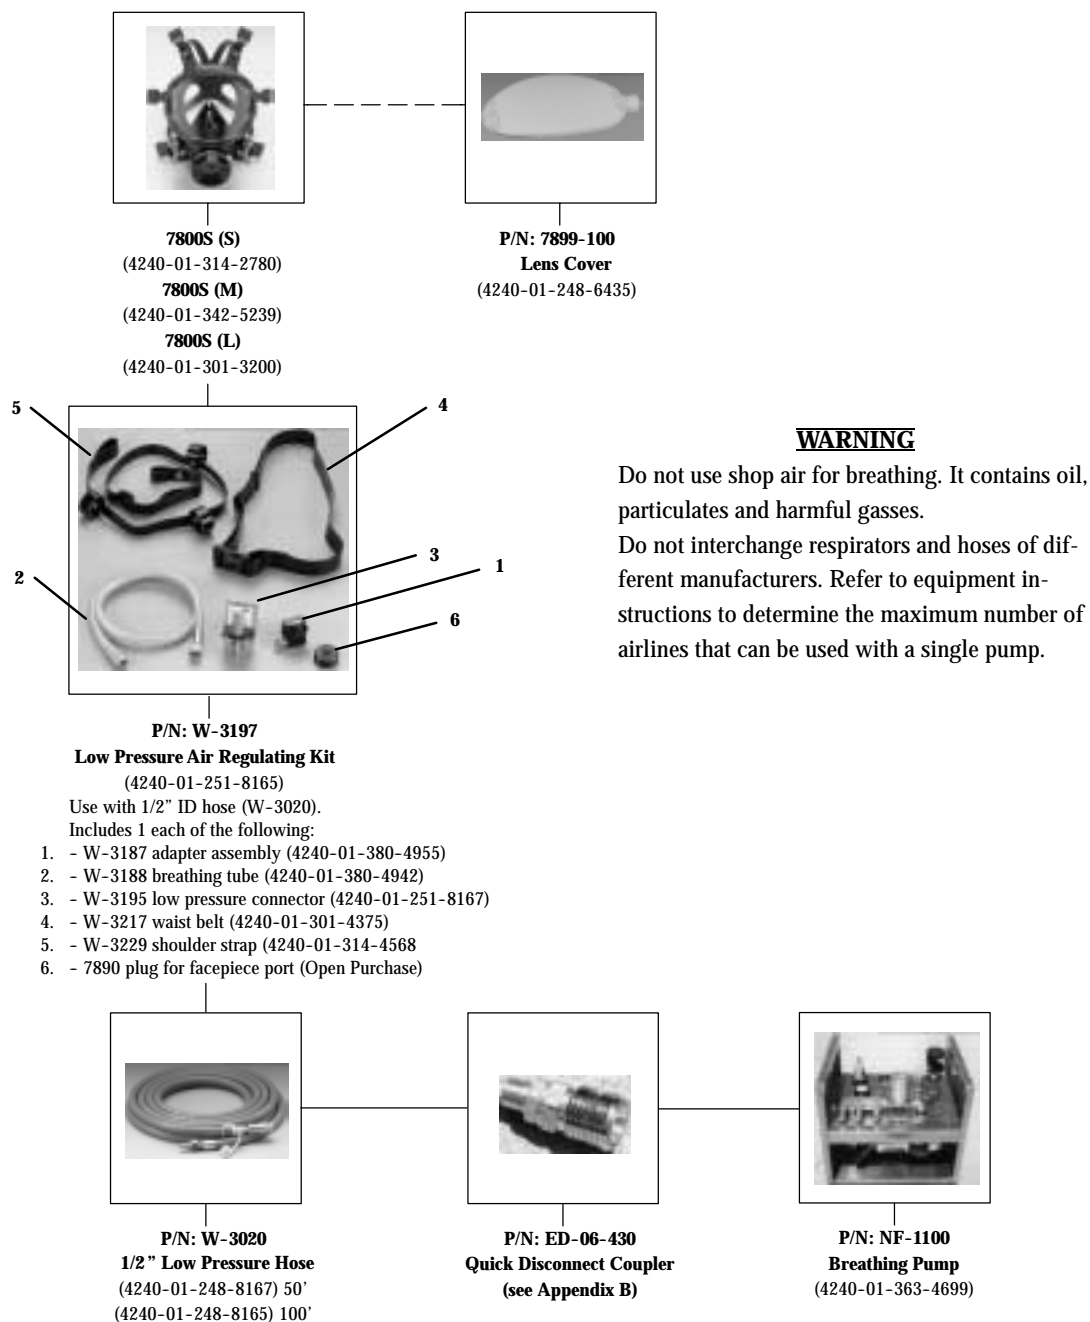 7800S (S)
(4240-01-314-2780)
7800S (M)
(4240-01-342-5239)
7800S (L)
(4240-01-301-3200)
P/N: 7899-100
Lens Cover
(4240-01-248-6435)
5
4
3
2
1
6
WARNING
Do not use shop air for breathing. It contains oil,
particulates and harmful gasses.
Do not interchange respirators and hoses of dif-
ferent manufacturers. Refer to equipment in-
structions to determine the maximum number of
airlines that can be used with a single pump.
P/N: W-3197
Low Pressure Air Regulating Kit
(4240-01-251-8165)
Use with 1/2” ID hose (W-3020).
Includes 1 each of the following:
1. - W-3187 adapter assembly (4240-01-380-4955)
2. - W-3188 breathing tube (4240-01-380-4942)
3. - W-3195 low pressure connector (4240-01-251-8167)
4. - W-3217 waist belt (4240-01-301-4375)
5. - W-3229 shoulder strap (4240-01-314-4568
6. - 7890 plug for facepiece port (Open Purchase)
P/N: W-3020
1/2” Low Pressure Hose
(4240-01-248-8167) 50’
(4240-01-248-8165) 100’
P/N: ED-06-430
Quick Disconnect Coupler
(see Appendix B)
P/N: NF-1100
Breathing Pump
(4240-01-363-4699)